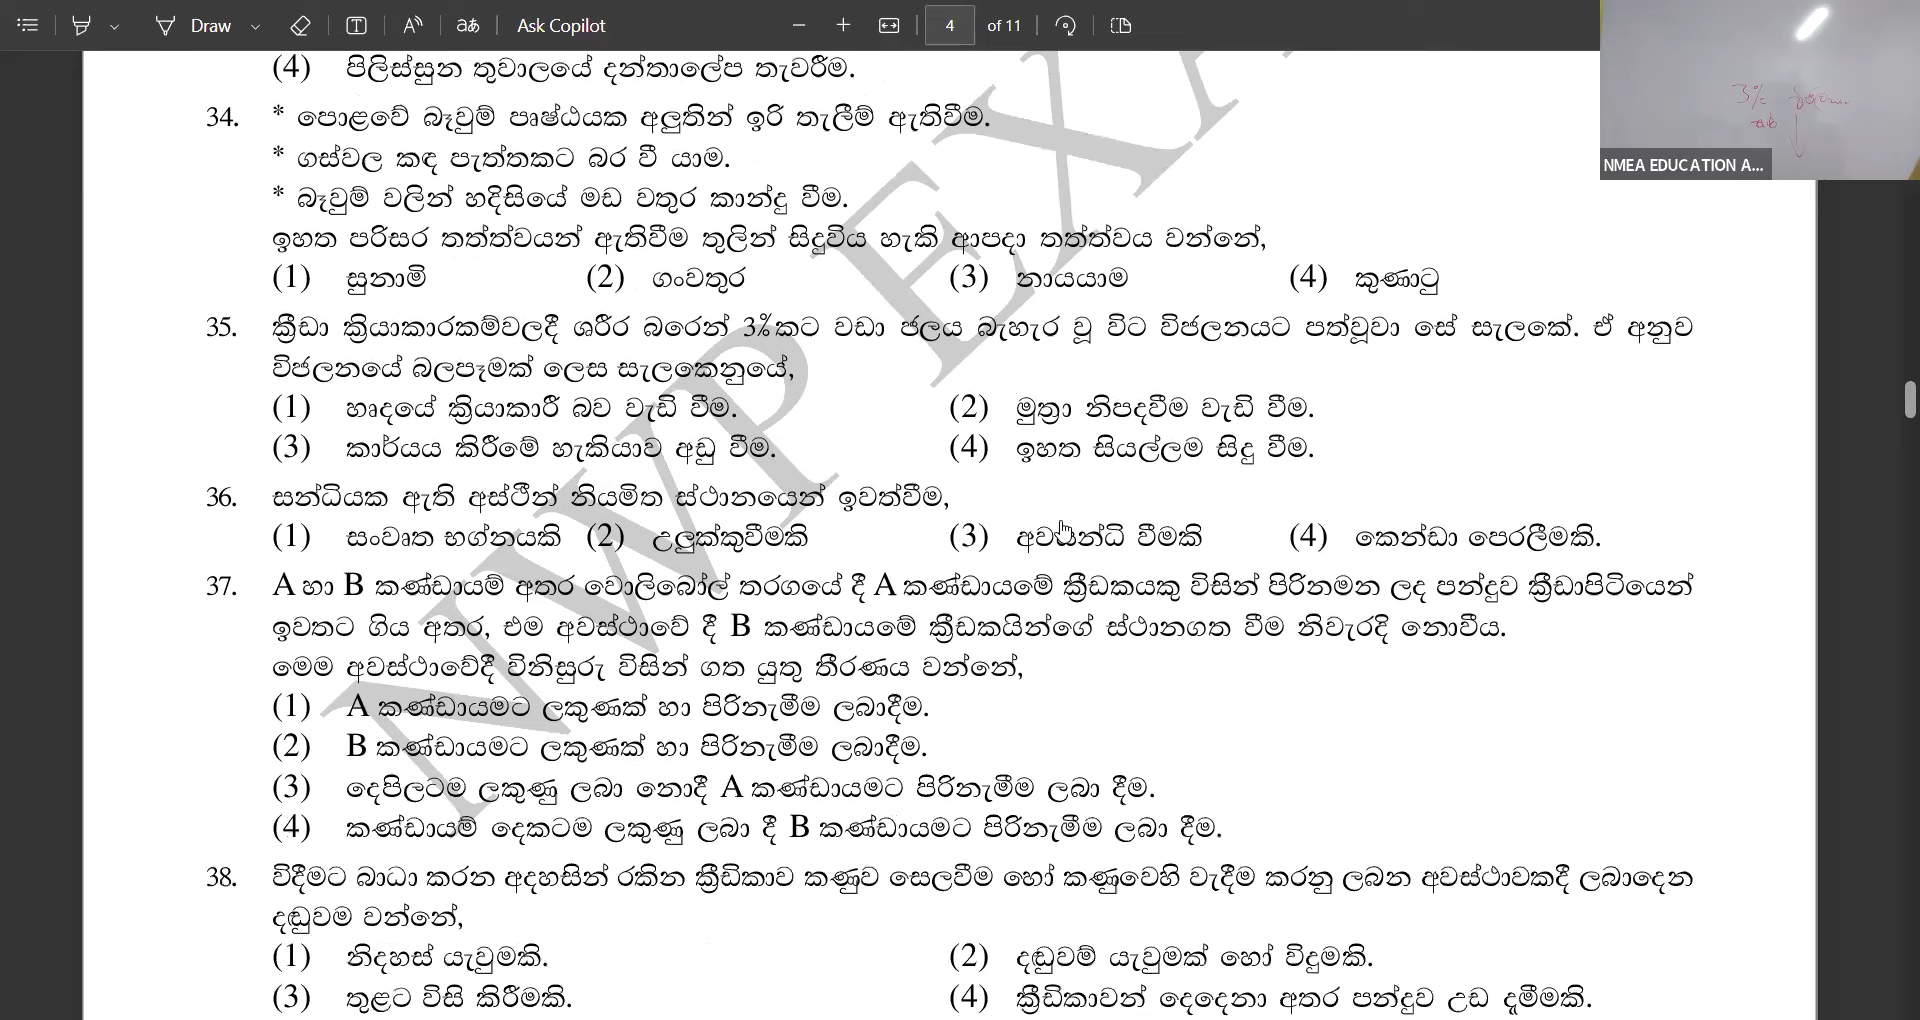 Draw
Ask Copilot
4 of 11
(4) පිලිස්සුන තුවාලයේ දන්තාලේප තැවරීම.
34. * පොළවේ බෑවුම් පෘෂ්ඨයක අලුතින් ඉරි තැලීම් ඇතිවීම.
* ගස්වල කඳ පැත්තකට බර වී යාම.
* බෑවුම් වලින් හදිසියේ මඩ වතුර කාන්දු වීම.
ඉහත පරිසර තත්ත්වයන් ඇතිවීම තුලින් සිදුවිය හැකි ආපදා තත්ත්වය වන්නේ,
(1) සුනාමි (2) ගංවතුර (3) නායයාම (4) කුණාටු
35. ක්‍රීඩා ක්‍රියාකාරකම්වලදී ශරීර බරෙන් 3%කට වඩා ජලය බැහැර වූ විට විජලනයට පත්වූවා සේ සැලකේ. ඒ අනුව
විජලනයේ බලපෑමක් ලෙස සැලකෙනුයේ,
(1) හෘදයේ ක්‍රියාකාරී බව වැඩි වීම. (2) මුත්‍රා නිපදවීම වැඩි වීම.
(3) කාර්යය කිරීමේ හැකියාව අඩු වීම. (4) ඉහත සියල්ලම සිදු වීම.
36. සන්ධියක ඇති අස්ථීන් නියමිත ස්ථානයෙන් ඉවත්වීම,
(1) සංවෘත භග්නයකි (2) උලුක්කුවීමකි (3) අවසන්ධි වීමකි (4) කෙන්ඩා පෙරලීමකි.
37. A හා B කණ්ඩායම් අතර වොලිබෝල් තරගයේ දී A කණ්ඩායමේ ක්‍රීඩකයකු විසින් පිරිනමන ලද පන්දුව ක්‍රීඩාපිටියෙන්
ඉවතට ගිය අතර, එම අවස්ථාවේ දී B කණ්ඩායමේ ක්‍රීඩකයින්ගේ ස්ථානගත වීම නිවැරදි නොවීය.
මෙම අවස්ථාවේදී විනිසුරු විසින් ගත යුතු තීරණය වන්නේ,
(1) A කණ්ඩායමට ලකුණක් හා පිරිනැමීම ලබාදීම.
(2) B කණ්ඩායමට ලකුණක් හා පිරිනැමීම ලබාදීම.
(3) දෙපිලටම ලකුණු ලබා නොදී A කණ්ඩායමට පිරිනැමීම ලබා දීම.
(4) කණ්ඩායම් දෙකටම ලකුණු ලබා දී B කණ්ඩායමට පිරිනැමීම ලබා දීම.
38. විදීමට බාධා කරන අදහසින් රකින ක්‍රීඩිකාව කණුව සෙලවීම හෝ කණුවෙහි වැදීම කරනු ලබන අවස්ථාවකදී ලබාදෙන
දඬුවම වන්නේ,
(1) නිදහස් යැවුමකි. (2) දඬුවම් යැවුමක් හෝ විදුමකි.
(3) තුළට විසි කිරීමකි. (4) ක්‍රීඩිකාවන් දෙදෙනා අතර පන්දුව උඩ දැමීමකි.
NWP EXA
3%
NMEA EDUCATION A...